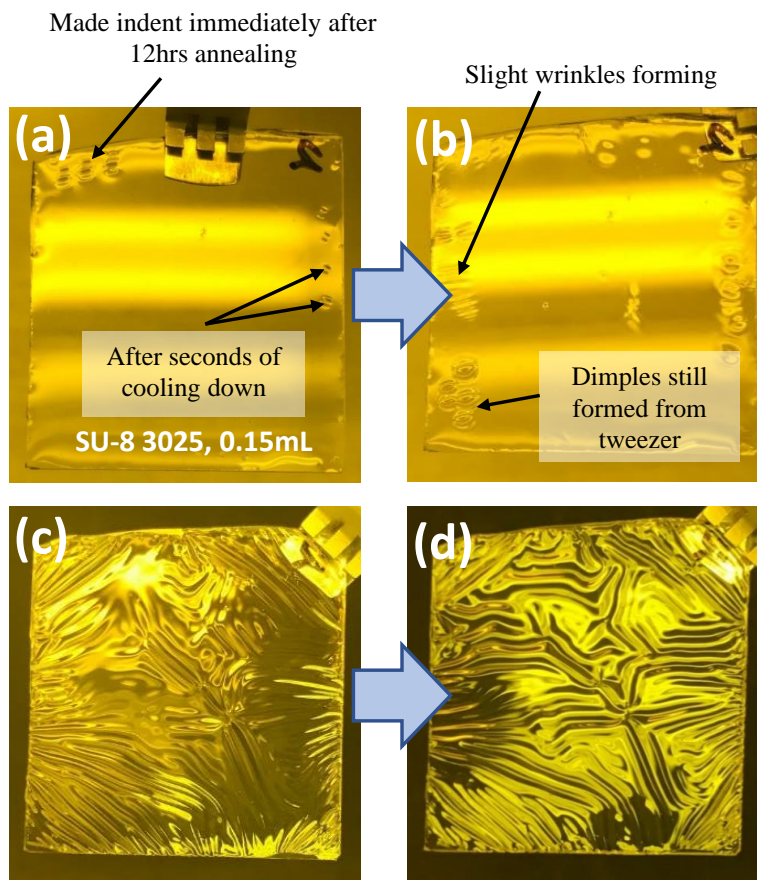 Made indent immediately after
12hrs annealing
Slight wrinkles forming
(a)
(b)
After seconds of
cooling down
Dimples still
formed from
tweezer
SU-8 3025, 0.15mL
(c)
(d)